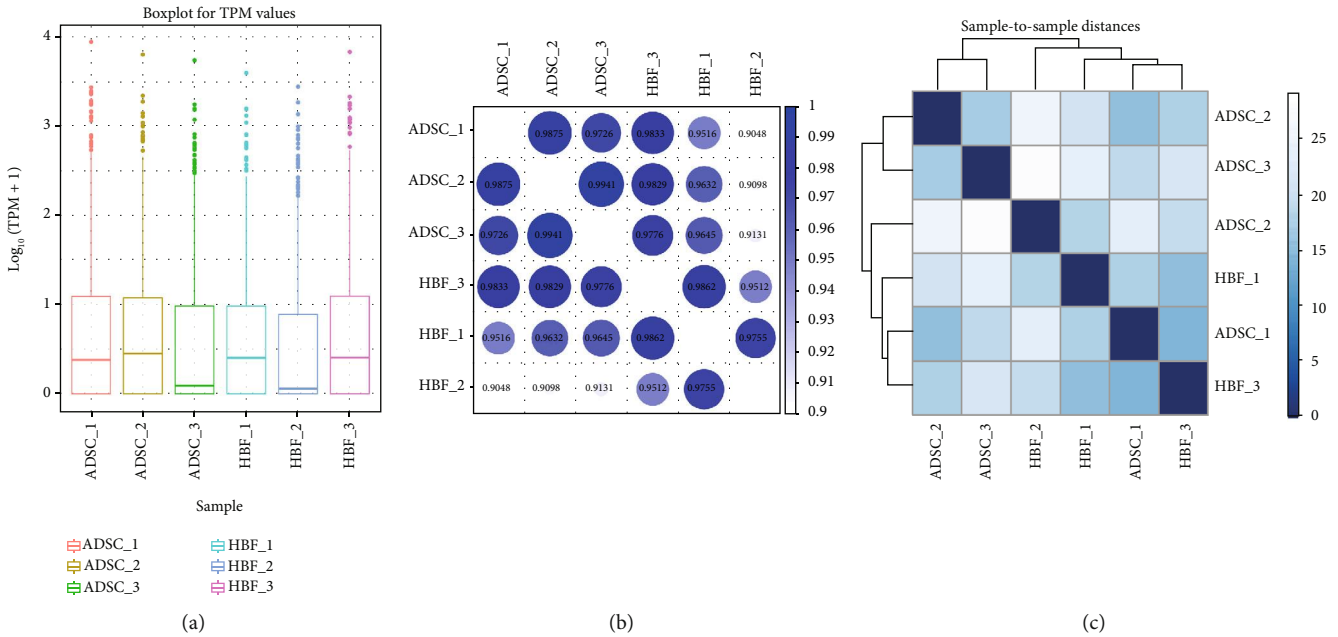 Boxplot for TPM values
4
3
2
1
0
Log10 (TPM + 1)
ADSC_1
ADSC_2
ADSC_3
HBF_1
HBF_2
HBF_3
Sample
ADSC_1
ADSC_2
ADSC_3
HBF_1
HBF_2
HBF_3
(a)
ADSC_1
ADSC_2
ADSC_3
HBF_3
HBF_1
HBF_2
ADSC_1 0.9875 0.9726 0.9833 0.9516 0.9048
ADSC_2 0.9875 0.9941 0.9829 0.9632 0.9098
ADSC_3 0.9726 0.9941 0.9776 0.9645 0.9131
HBF_3 0.9833 0.9829 0.9776 0.9862 0.9512
HBF_1 0.9516 0.9632 0.9645 0.9862 0.9755
HBF_2 0.9048 0.9098 0.9131 0.9512 0.9755
1
0.99
0.98
0.97
0.96
0.95
0.94
0.93
0.92
0.91
0.9
(b)
Sample-to-sample distances
ADSC_2
ADSC_3
ADSC_2
HBF_1
ADSC_1
HBF_3
ADSC_2
ADSC_3
HBF_2
HBF_1
ADSC_1
HBF_3
25
20
15
10
5
0
(c)